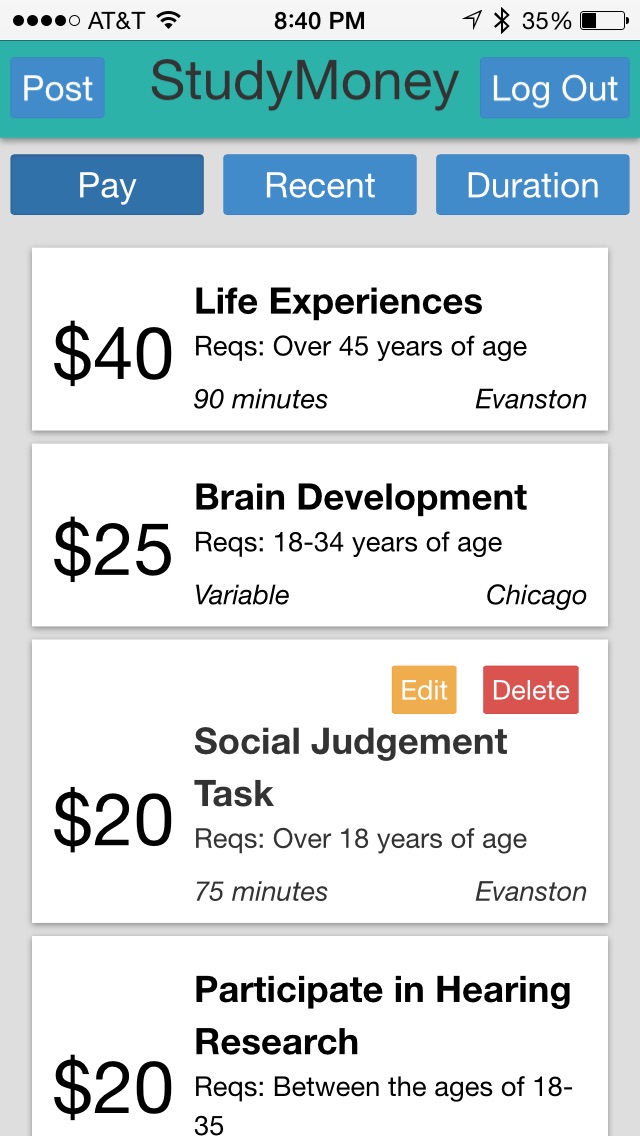 AT&T 8:40 PM 35%
Post StudyMoney Log Out
Pay Recent Duration
Life Experiences
$40 Reqs: Over 45 years of age
90 minutes Evanston
Brain Development
$25 Reqs: 18-34 years of age
Variable Chicago
Edit Delete
Social Judgement
Task
$20 Reqs: Over 18 years of age
75 minutes Evanston
Participate in Hearing
Research
$20 Reqs: Between the ages of 18-
35